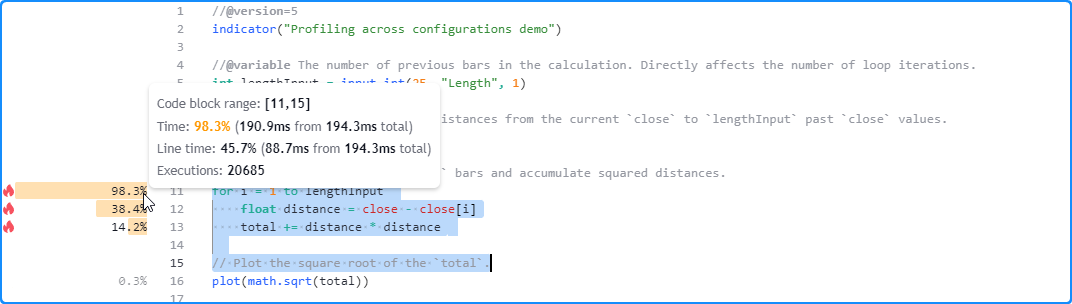 1 //@version=5
2 indicator("Profiling across configurations demo")
3
4 //@variable The number of previous bars in the calculation. Directly affects the number of loop iterations.
5 int lengthInput = input.int(25, "Length", 1)
Code block range: [11,15]
Time: 98.3% (190.9ms from 194.3ms total)
Line time: 45.7% (88.7ms from 194.3ms total)
Executions: 20685
distances from the current `close` to `lengthInput` past `close` values.
` bars and accumulate squared distances.
98.3% 11 for i = 1 to lengthInput
38.4% 12 float distance = close - close[i]
14.2% 13 total += distance * distance
14
15 // Plot the square root of the `total`.
0.3% 16 plot(math.sqrt(total))
17